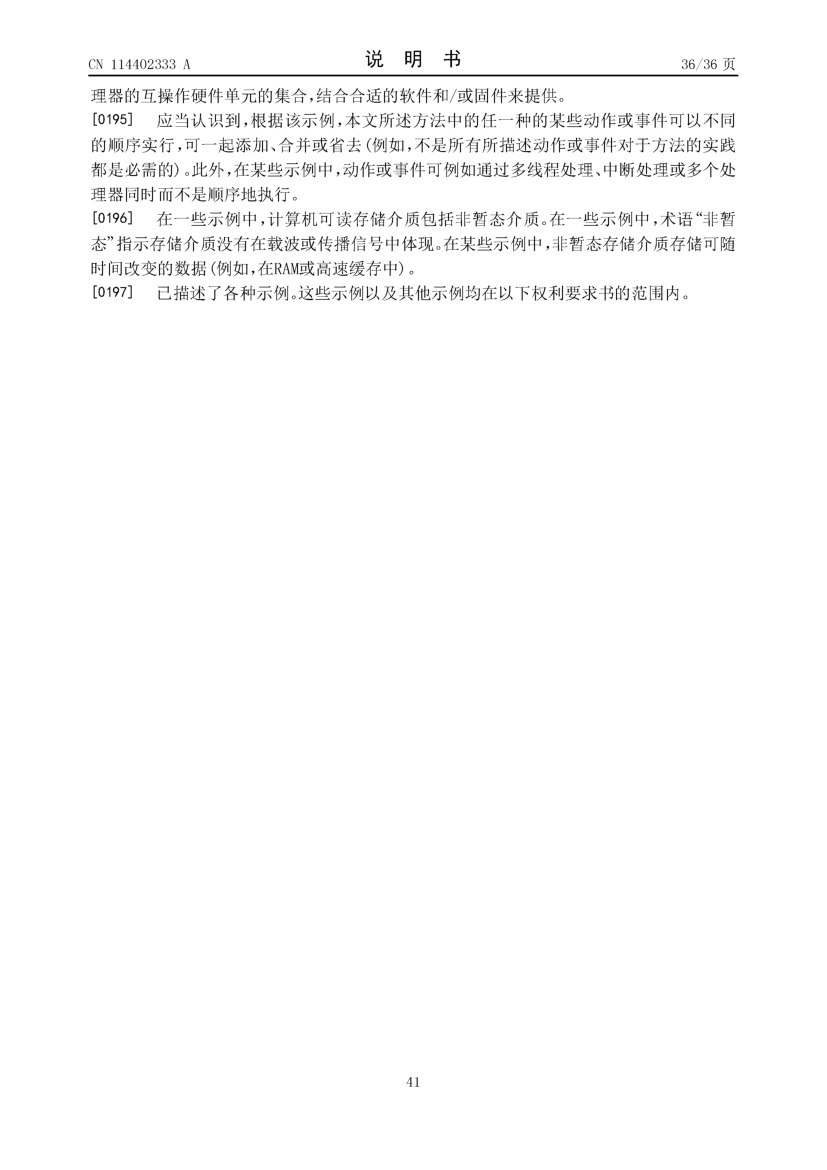 CN 114402333 A
说 明 书
36/36 页
理器的互操作硬件单元的集合,结合合适的软件和/或固件来提供。
[0195] 应当认识到,根据该示例,本文所述方法中的任一种的某些动作或事件可以不同
的顺序实行,可一起添加、合并或省去(例如,不是所有所描述动作或事件对于方法的实践
都是必需的)。此外,在某些示例中,动作或事件可例如通过多线程处理、中断处理或多个处
理器同时而不是顺序地执行。
[0196] 在一些示例中,计算机可读存储介质包括非暂态介质。在一些示例中,术语“非暂
态”指示存储介质没有在载波或传播信号中体现。在某些示例中,非暂态存储介质存储可随
时间改变的数据(例如,在RAM或高速缓存中)。
[0197] 已描述了各种示例。这些示例以及其他示例均在以下权利要求书的范围内。
41